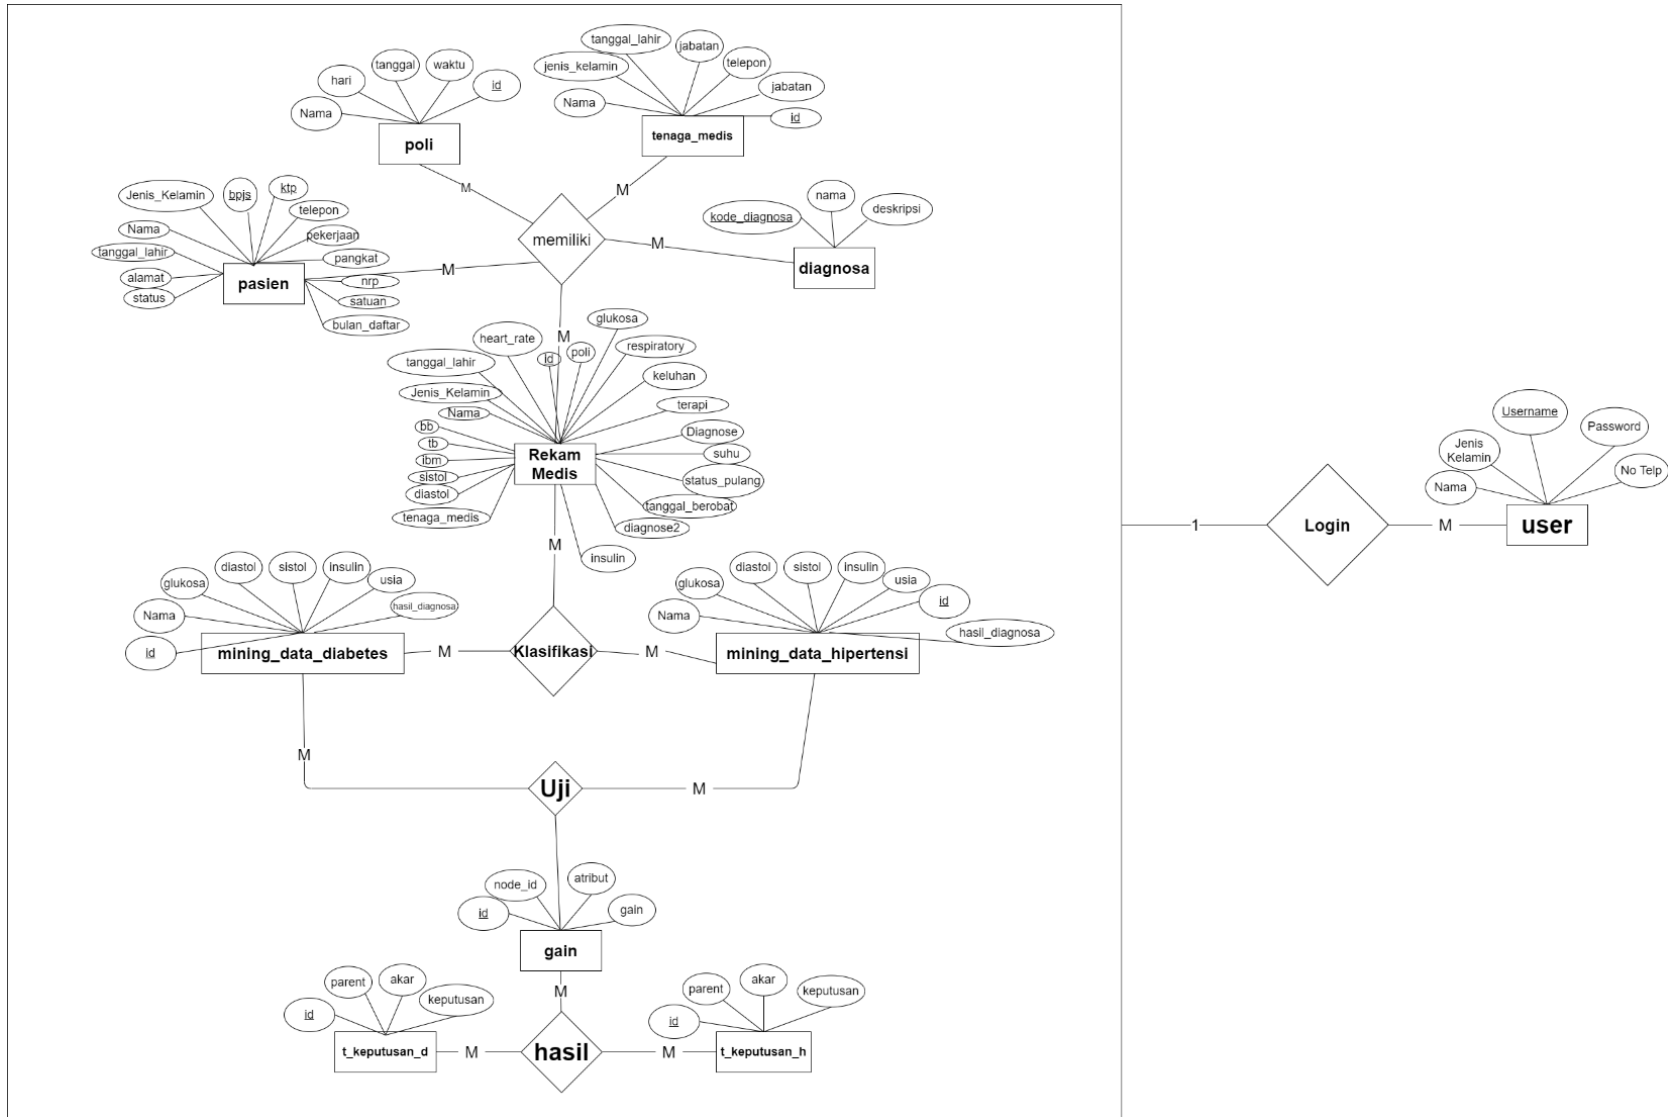 tanggal_lahir
jabatan
jenis_kelamin
telepon
jabatan
Nama
id
tenaga_medis
hari
tanggal
waktu
id
Nama
poli
M
M
Jenis_Kelamin
bpjs
ktp
telepon
Nama
pekerjaan
tanggal_lahir
pangkat
alamat
nrp
status
satuan
bulan_daftar
pasien
M
memiliki
M
nama
kode_diagnosa
deskripsi
diagnosa
M
glukosa
heart_rate
id
poli
respiratory
tanggal_lahir
keluhan
Jenis_Kelamin
terapi
Nama
bb
Diagnose
tb
suhu
ibm
sistol
status_pulang
diastol
tanggal_berobat
tenaga_medis
diagnose2
insulin
Rekam
Medis
M
Username
Jenis
Kelamin
Password
Nama
No Telp
1
Login
M
user
diastol
sistol
insulin
glukosa
usia
Nama
hasil_diagnosa
id
mining_data_diabetes
M
Klasifikasi
M
diastol
sistol
insulin
glukosa
usia
id
Nama
hasil_diagnosa
mining_data_hipertensi
M
Uji
M
node_id
atribut
id
gain
gain
M
parent
akar
id
keputusan
t_keputusan_d
M
hasil
M
parent
akar
id
keputusan
t_keputusan_h